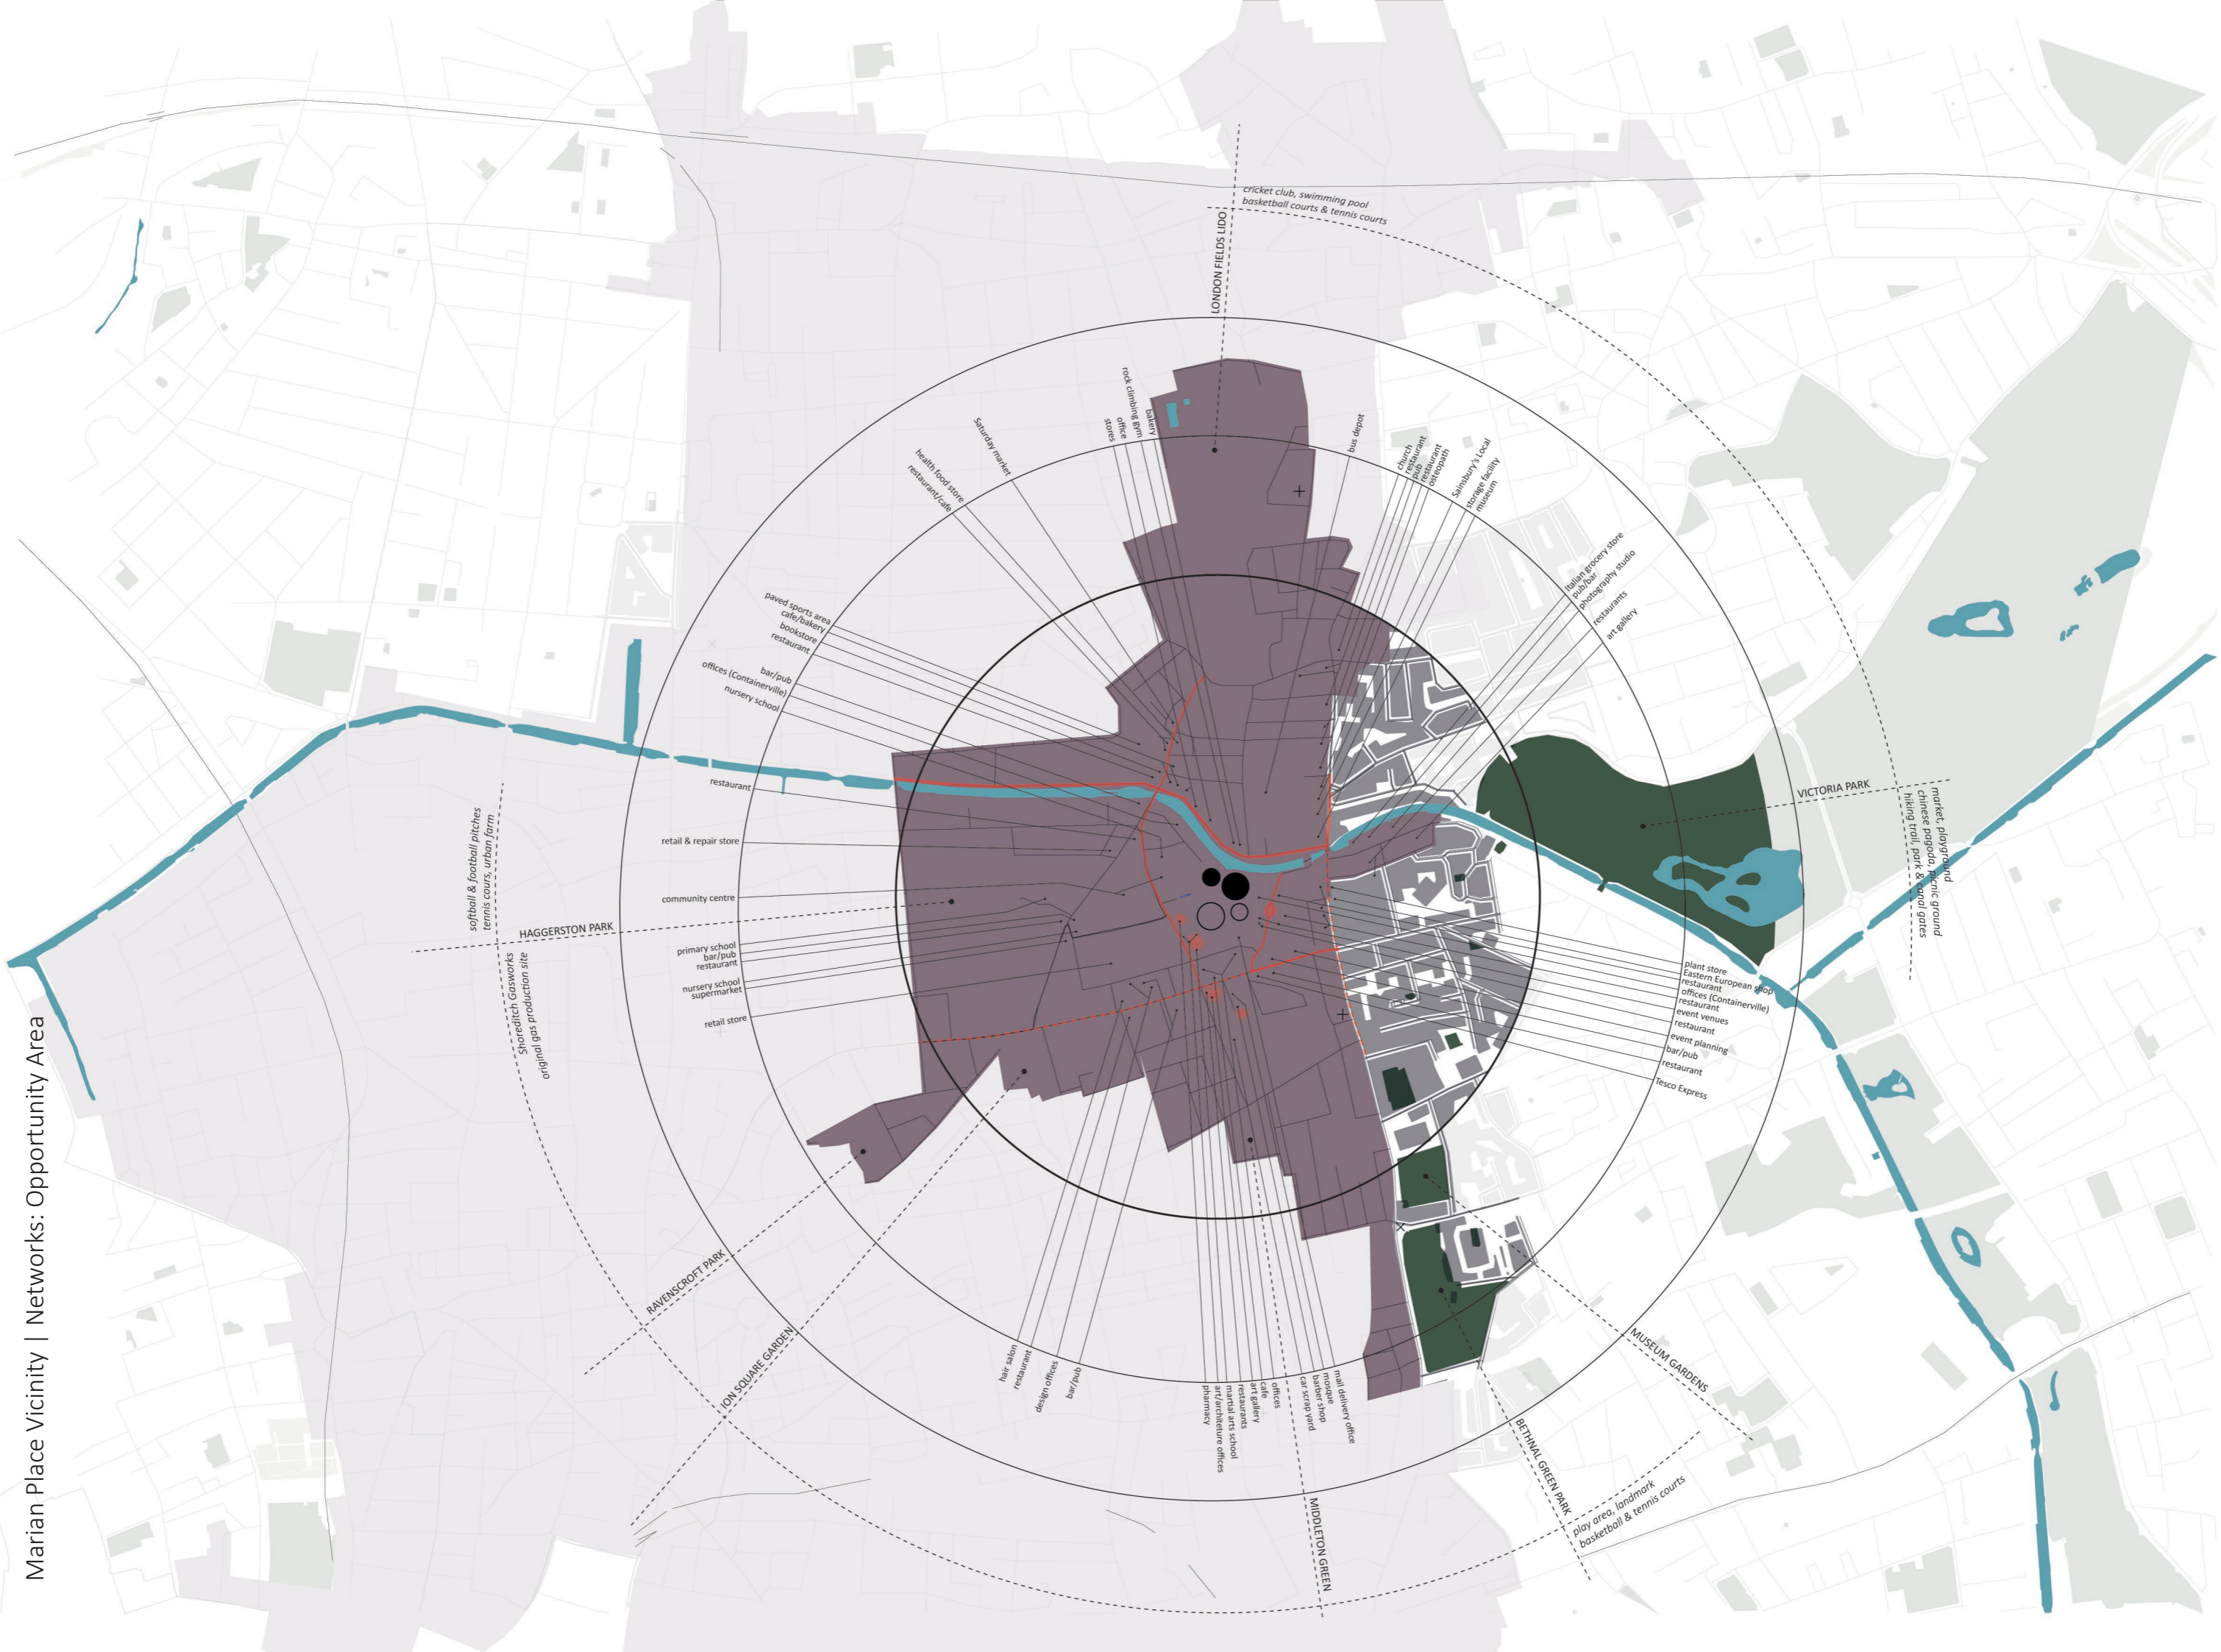 Marian Place Vicinity | Networks: Opportunity Area
LONDON FIELDS LIDO
cricket club, swimming pool
basketball courts & tennis courts
restaurant/cafe
health food store
Saturday market
stores
office
rock climbing gym
bakery
bus depot
church
restaurant
pub
restaurant
osteopath
Sainsbury's Local
storage facility
museum
Italian grocery store
pub/bar
photography studio
restaurants
art gallery
VICTORIA PARK
market, playground
chinese pagoda, picnic ground
hiking trail, park & canal gates
plant store
Eastern European shop
restaurant
offices (Containerville)
restaurant
event venues
restaurant
event planning
bar/pub
restaurant
Tesco Express
MUSEUM GARDENS
BETHNAL GREEN PARK
play area, landmark
basketball & tennis courts
MIDDLETON GREEN
mail delivery office
mosque
barber shop
car scrap yard
offices
cafe
art gallery
restaurants
martial arts school
art/architeture offices
pharmacy
bar/pub
design offices
restaurant
hair salon
ION SQUARE GARDEN
RAVENSCROFT PARK
retail store
supermarket
nursery school
restaurant
bar/pub
primary school
HAGGERSTON PARK
softball & football pitches
tennis cours, urban farm
Shoreditch Gasworks
original gas production site
community centre
retail & repair store
restaurant
nursery school
offices (Containerville)
bar/pub
restaurant
bookstore
cafe/bakery
paved sports area